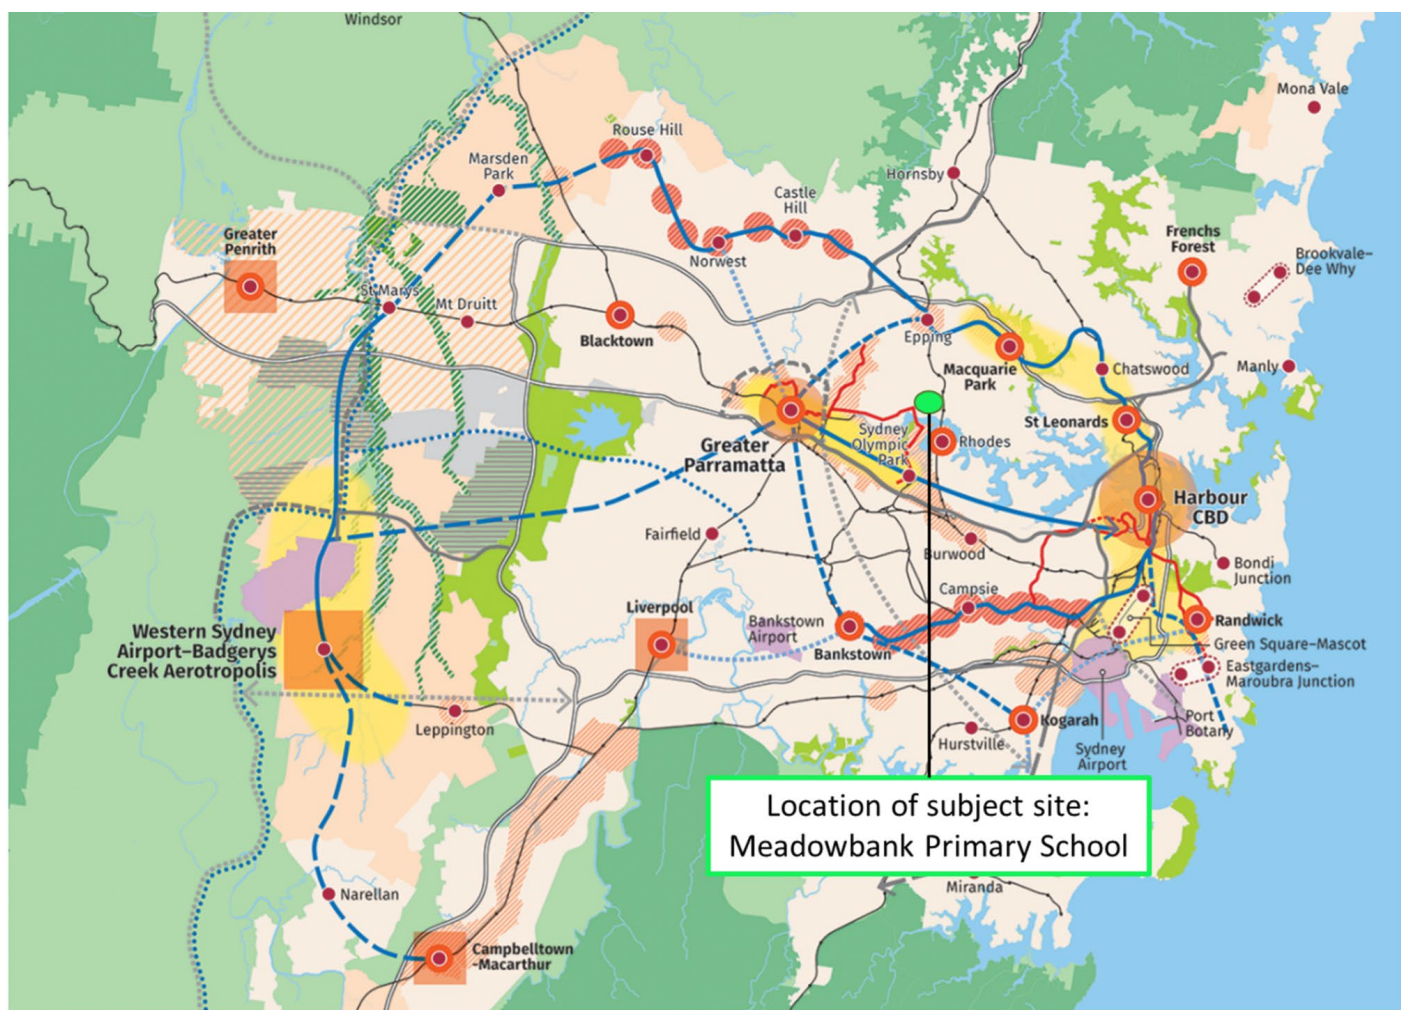 Windsor
Mona Vale
Rouse Hill
Marsden
Park
Hornsby
Castle
Hill
Greater
Penrith
Frenchs
Forest
Norwest
Brookvale–
Dee Why
St Marys
Mt Druitt
Blacktown
Epping
Macquarie
Park
Chatswood
Manly
St Leonards
Sydney
Olympic
Park
Rhodes
Greater
Parramatta
Harbour
CBD
Fairfield
Burwood
Bondi
Junction
Campsie
Liverpool
Bankstown
Airport
Randwick
Western Sydney
Airport–Badgerys
Creek Aerotropolis
Bankstown
Green Square–Mascot
Eastgardens–
Maroubra Junction
Leppington
Kogarah
Hurstville
Port
Botany
Sydney
Airport
Location of subject site:
Meadowbank Primary School
Miranda
Narellan
Campbelltown
-Macarthur